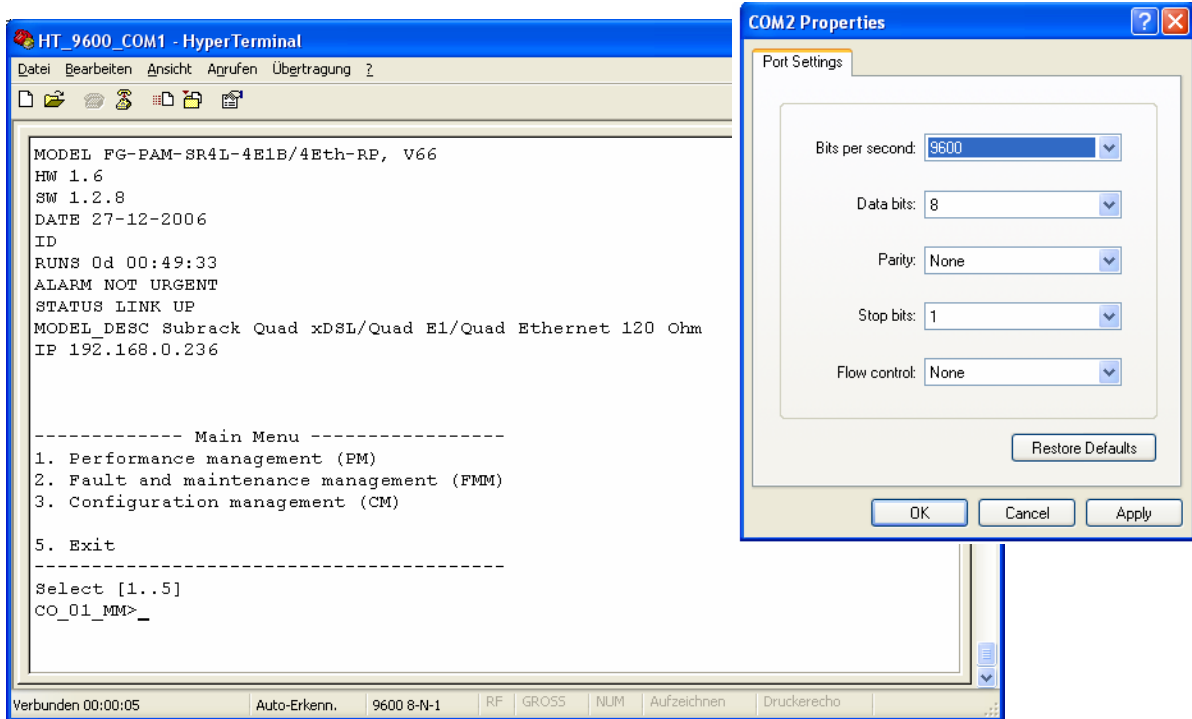 HT_9600_COM1 - HyperTerminal
Datei Bearbeiten Ansicht Anrufen Übertragung ?
MODEL FG-PAM-SR4L-4E1B/4Eth-RP, V66
HW 1.6
SW 1.2.8
DATE 27-12-2006
ID
RUNS 0d 00:49:33
ALARM NOT URGENT
STATUS LINK UP
MODEL_DESC Subrack Quad xDSL/Quad E1/Quad Ethernet 120 Ohm
IP 192.168.0.236
------------- Main Menu -----------------
1. Performance management (PM)
2. Fault and maintenance management (FMM)
3. Configuration management (CM)
5. Exit
-----------------------------------------
Select [1..5]
CO_01_MM>_
Verbunden 00:00:05 Auto-Erkenn. 9600 8-N-1 RF GROSS NUM Aufzeichnen Druckerecho
COM2 Properties
Port Settings
Bits per second: 9600
Data bits: 8
Parity: None
Stop bits: 1
Flow control: None
Restore Defaults
OK Cancel Apply